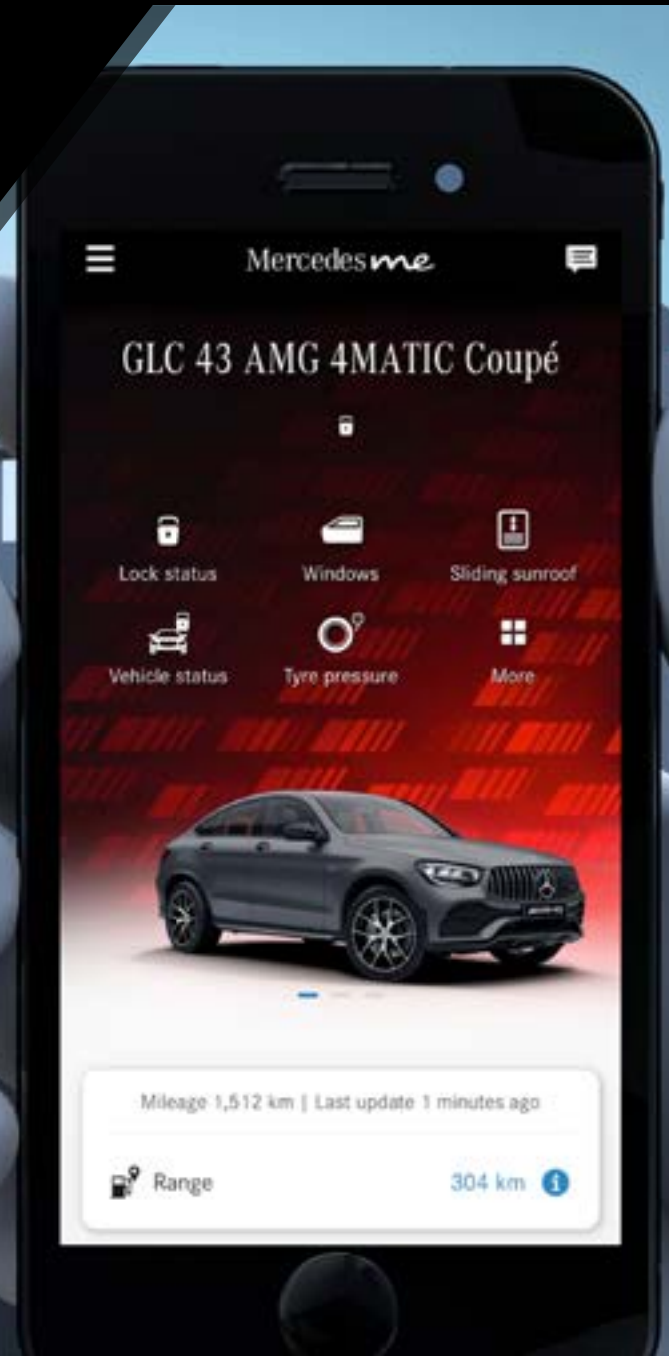 Mercedes me
GLC 43 AMG 4MATIC Coupé
Lock status
Windows
Sliding sunroof
Vehicle status
Tyre pressure
More
Mileage 1,512 km | Last update 1 minutes ago
Range
304 km